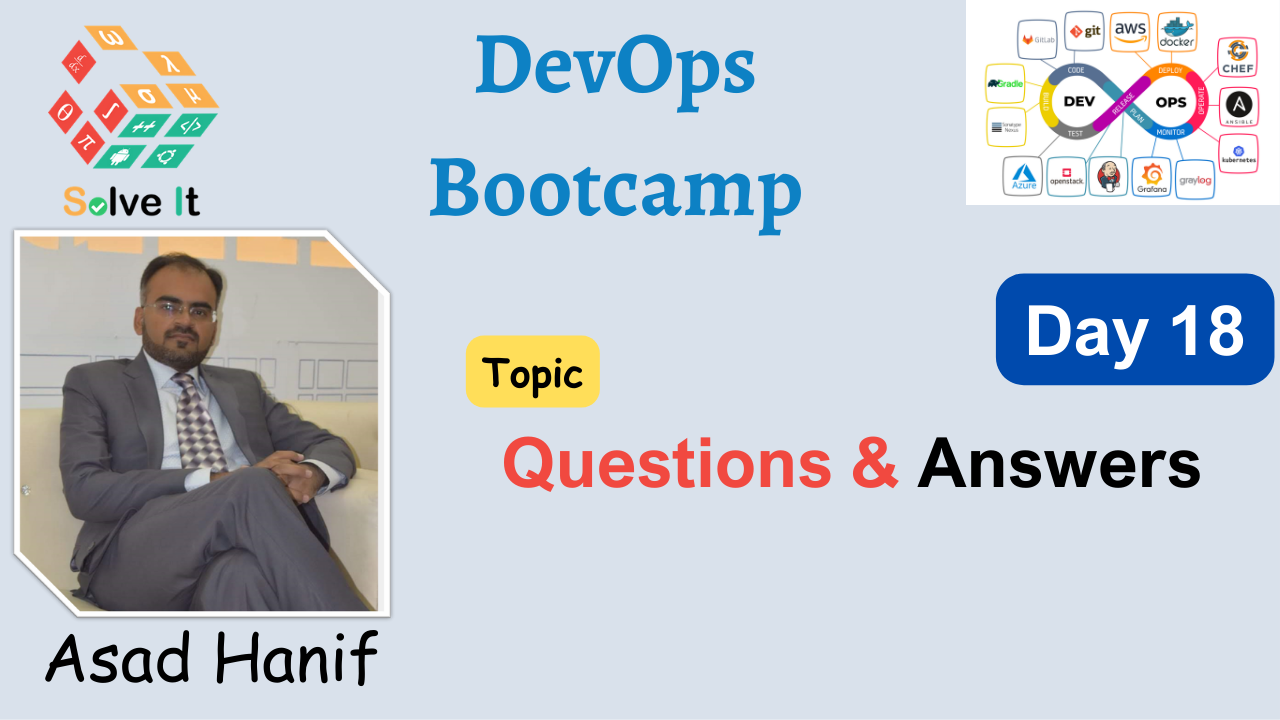 DevOps
Bootcamp
Solve It
ω
λ
σ
μ
θ
∫
π
++
</>
GitLab
git
aws
docker
CHEF
Gradle
CODE
DEPLOY
BUILD
DEV
RELEASE
PLAN
OPS
OPERATE
ANSIBLE
TEST
MONITOR
kubernetes
Azure
openstack.
Grafana
graylog
Day 18
Topic
Questions & Answers
Asad Hanif